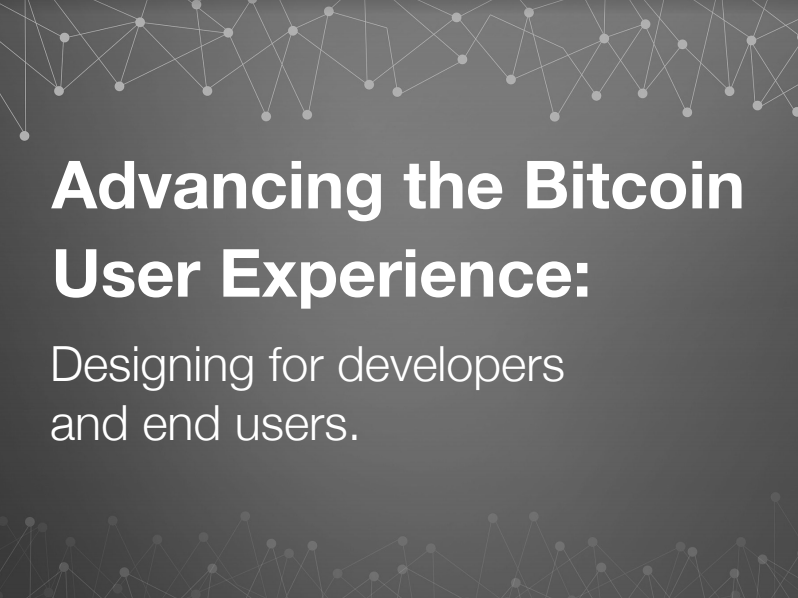 Advancing the Bitcoin
User Experience:
Designing for developers
and end users.